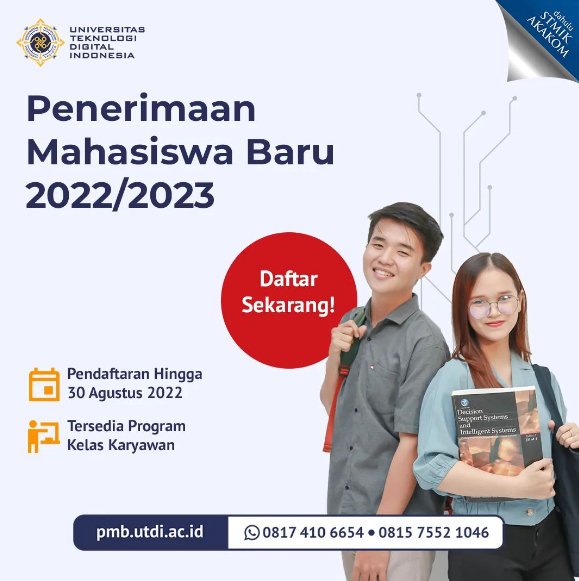 UNIVERSITAS
TEKNOLOGI
DIGITAL
INDONESIA
dahulu
STMIK
AKAKOM
Penerimaan
Mahasiswa Baru
2022/2023
Daftar
Sekarang!
Pendaftaran Hingga
30 Agustus 2022
Tersedia Program
Kelas Karyawan
Decision
Support Systems
and
Intelligent Systems
pmb.utdi.ac.id
0817 410 6654 • 0815 7552 1046